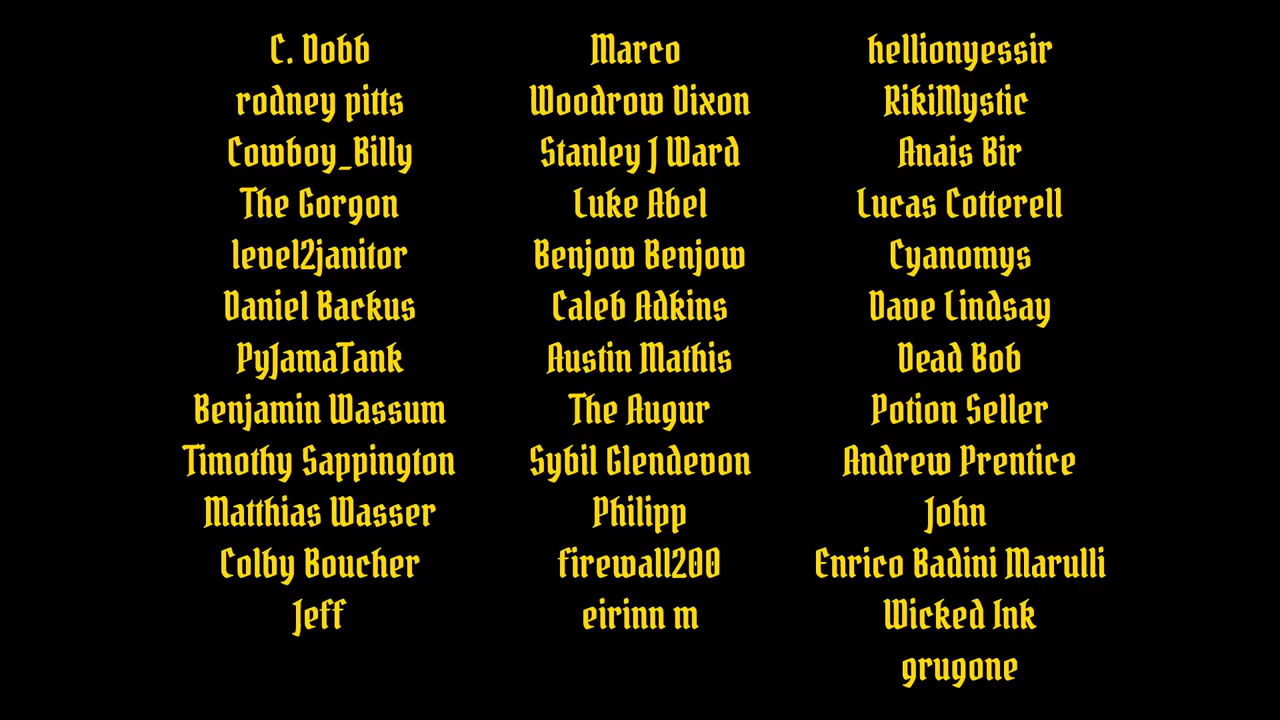 C. Dobb
rodney pitts
Cowboy_Billy
The Gorgon
level2janitor
Daniel Backus
PyJamaTank
Benjamin Wassum
Timothy Sappington
Matthias Wasser
Colby Boucher
Jeff
Marco
Woodrow Dixon
Stanley J Ward
Luke Abel
Benjow Benjow
Caleb Adkins
Austin Mathis
The Augur
Sybil Glendevon
Philipp
firewall200
eirinn m
hellionyessir
RikiMystic
Anais Bir
Lucas Cotterell
Cyanomys
Dave Lindsay
Dead Bob
Potion Seller
Andrew Prentice
John
Enrico Badini Marulli
Wicked Ink
grugone